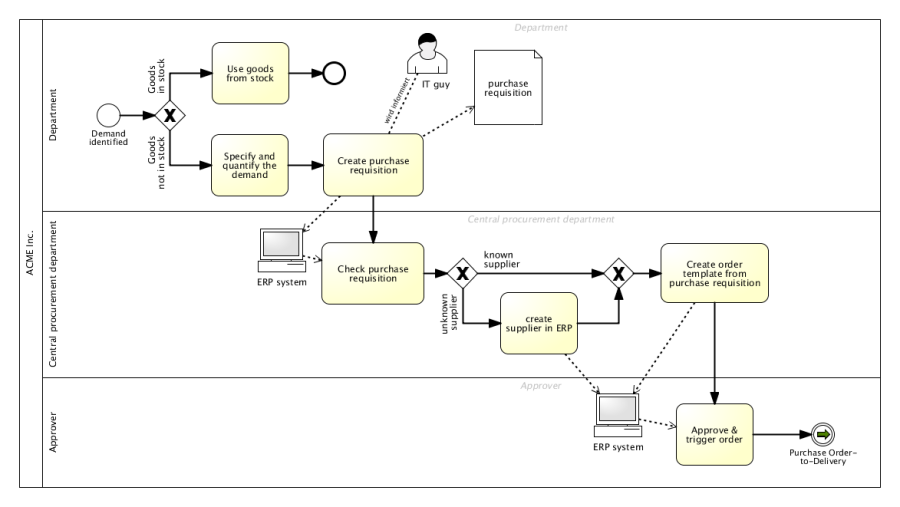 ACME Inc.
Department
Department
Demand
identified
Goods
in stock
Goods
not in stock
Use goods
from stock
Specify and
quantify the
demand
Create purchase
requisition
wird informiert
IT guy
purchase
requisition
Central procurement department
Central procurement department
ERP system
Check purchase
requisition
known
supplier
unknown
supplier
create
supplier in ERP
Create order
template from
purchase requisition
Approver
Approver
ERP system
Approve &
trigger order
Purchase Order-
to-Delivery